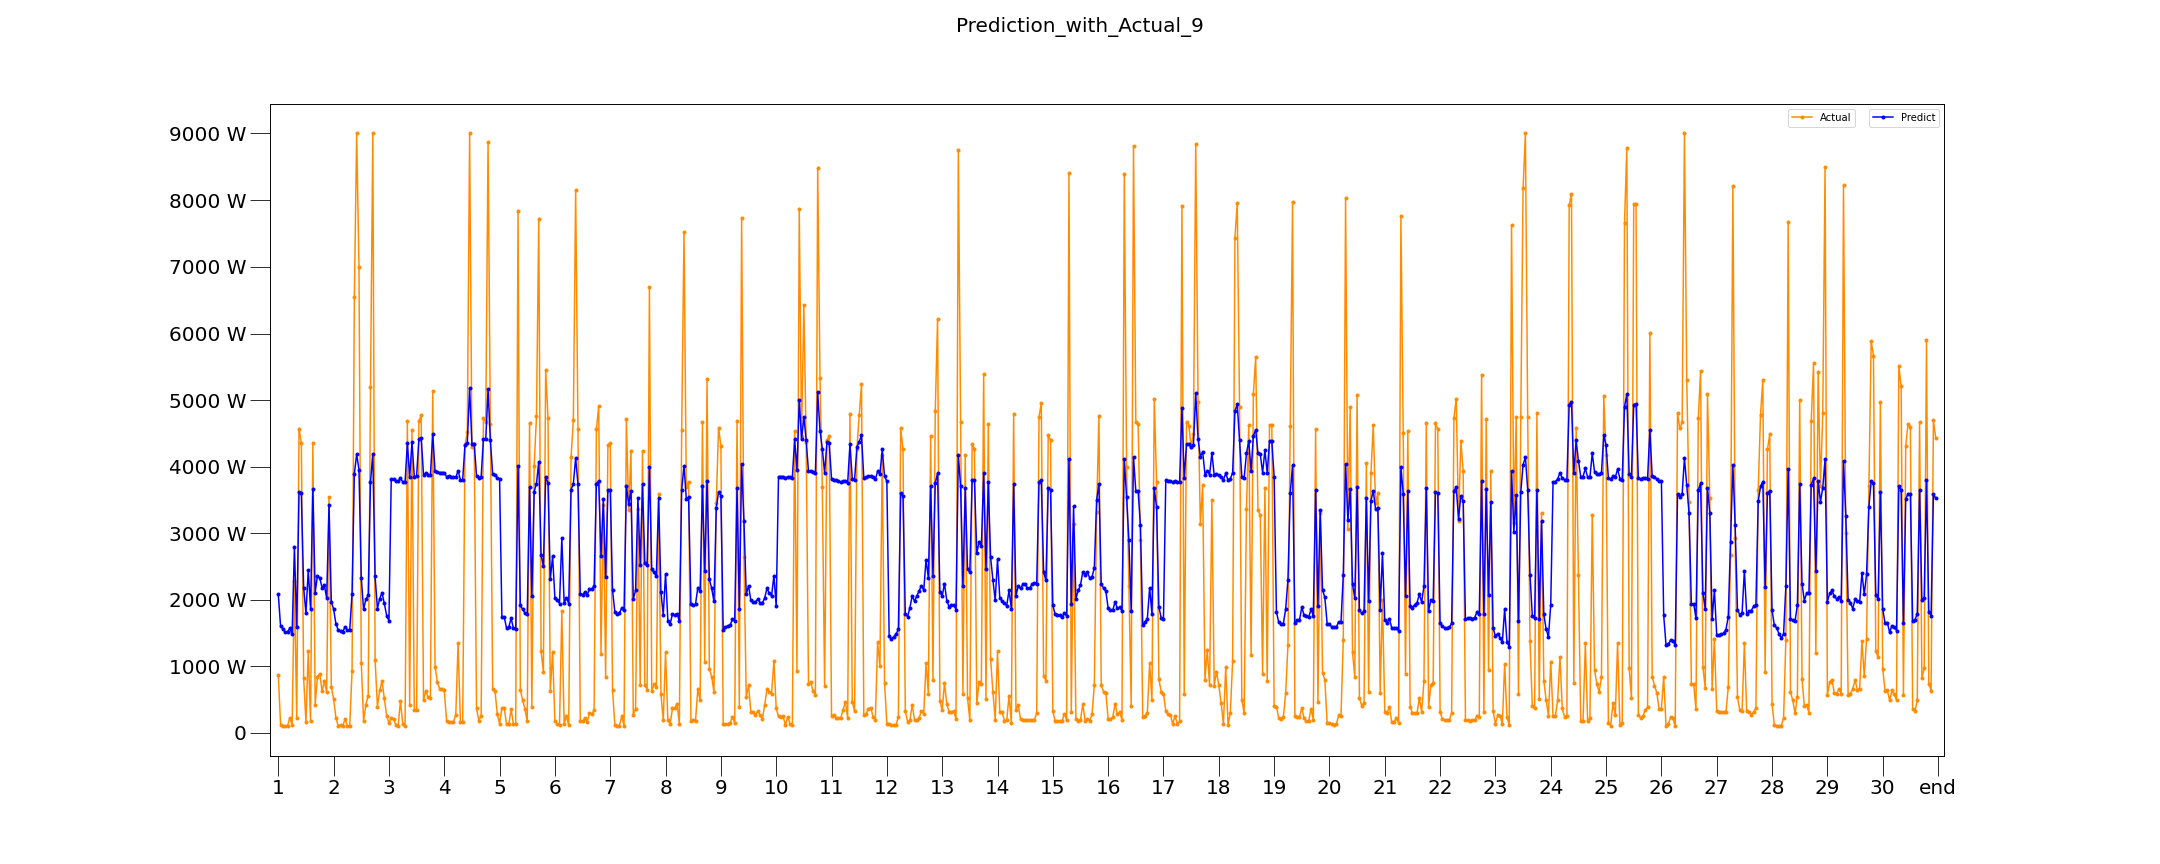 Prediction_with_Actual_9
Actual Predict
9000 W
8000 W
7000 W
6000 W
5000 W
4000 W
3000 W
2000 W
1000 W
0
1 2 3 4 5 6 7 8 9 10 11 12 13 14 15 16 17 18 19 20 21 22 23 24 25 26 27 28 29 30 end